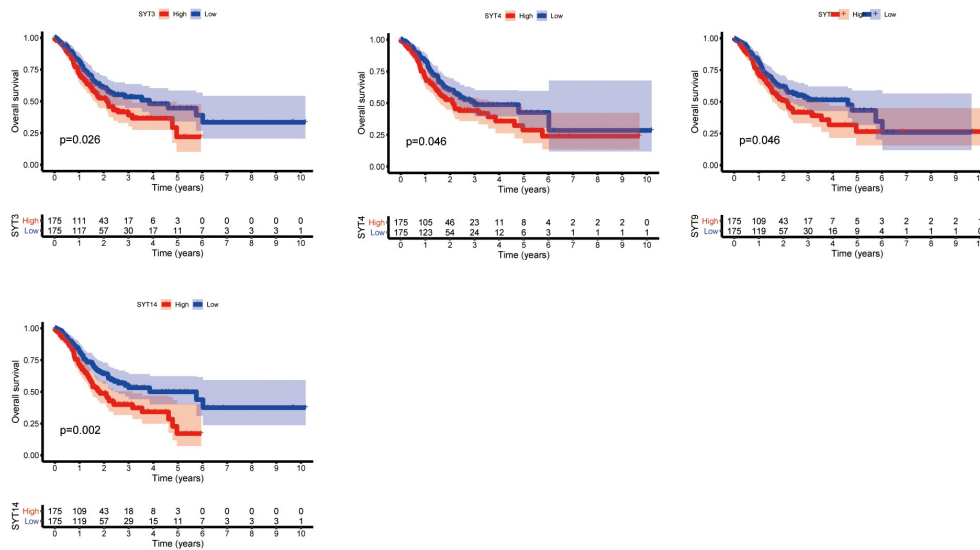 SYT3 High Low
1.00
0.75
0.50
0.25
0.00
Overall survival
p=0.026
0 1 2 3 4 5 6 7 8 9 10
Time (years)
SYT3
High 175 111 43 17 6 3 0 0 0 0 0
Low 175 117 57 30 17 11 7 3 3 3 1
0 1 2 3 4 5 6 7 8 9 10
SYT4 High Low
1.00
0.75
0.50
0.25
0.00
Overall survival
p=0.046
0 1 2 3 4 5 6 7 8 9 10
Time (years)
SYT4
High 175 105 46 23 11 8 4 2 2 2 0
Low 175 123 54 24 12 6 3 1 1 1 1
0 1 2 3 4 5 6 7 8 9 10
High Low
1.00
0.75
0.50
0.25
0.00
Overall survival
p=0.046
0 1 2 3 4 5 6 7 8 9
Time (years)
SYT9
High 175 109 43 17 7 5 3 2 2 2
Low 175 119 57 30 16 9 4 1 1 1
0 1 2 3 4 5 6 7 8 9
SYT14 High Low
1.00
0.75
0.50
0.25
0.00
Overall survival
p=0.002
0 1 2 3 4 5 6 7 8 9 10
Time (years)
SYT14
High 175 109 43 18 8 3 0 0 0 0 0
Low 175 119 57 29 15 11 7 3 3 3 1
0 1 2 3 4 5 6 7 8 9 10